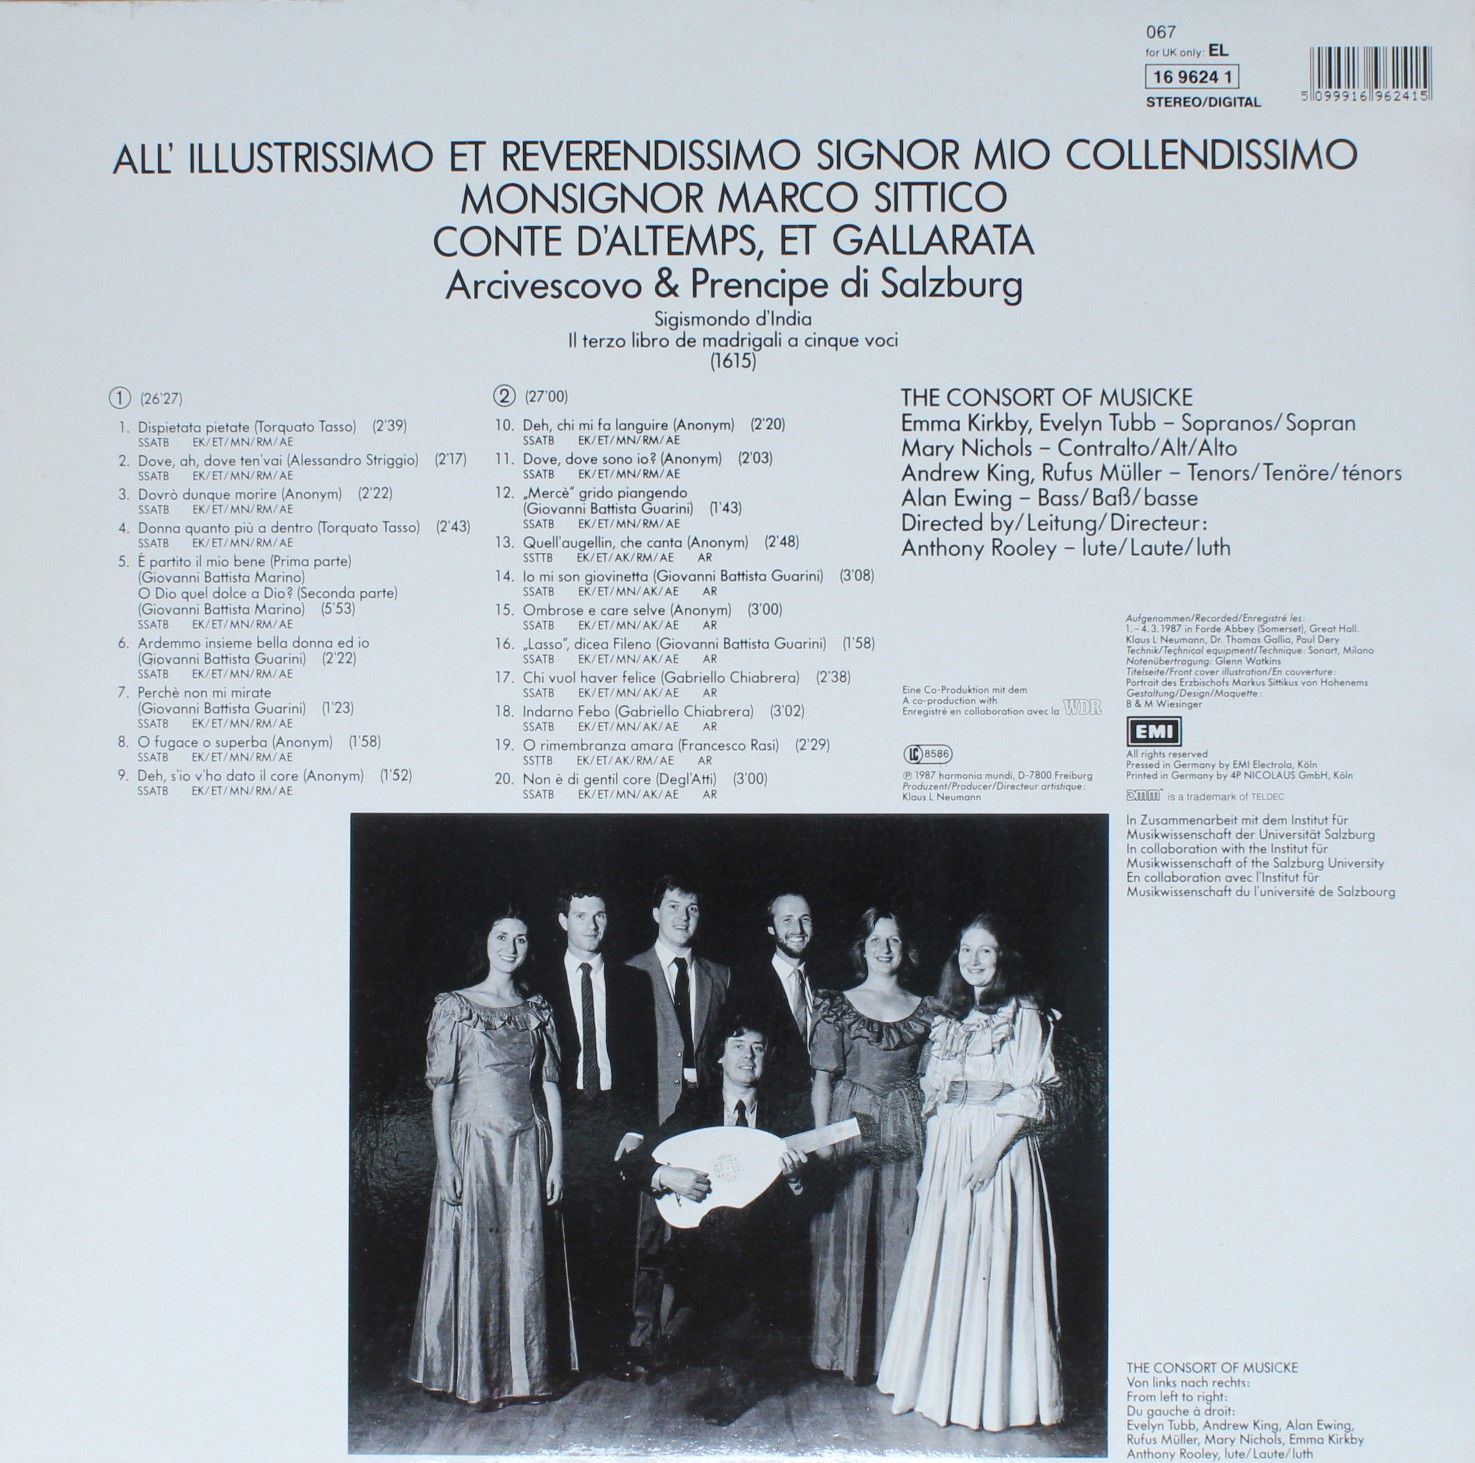 067
for UK only: EL
16 9624 1
STEREO/DIGITAL
5 099916 962415
ALL' ILLUSTRISSIMO ET REVERENDISSIMO SIGNOR MIO COLLENDISSIMO
MONSIGNOR MARCO SITTICO
CONTE D'ALTEMPS, ET GALLARATA
Arcivescovo & Prencipe di Salzburg
Sigismondo d'India
Il terzo libro de madrigali a cinque voci
(1615)
1 (26'27)
1. Dispietata pietate (Torquato Tasso) (2'39)
SSATB EK/ET/MN/RM/AE
2. Dove, ah, dove ten'vai (Alessandro Striggio) (2'17)
SSATB EK/ET/MN/RM/AE
3. Dovrò dunque morire (Anonym) (2'22)
SSATB EK/ET/MN/RM/AE
4. Donna quanto più a dentro (Torquato Tasso) (2'43)
SSATB EK/ET/MN/RM/AE
5. È partito il mio bene (Prima parte)
(Giovanni Battista Marino)
O Dio quel dolce a Dio? (Seconda parte)
(Giovanni Battista Marino) (5'53)
SSATB EK/ET/MN/RM/AE
6. Ardemmo insieme bella donna ed io
(Giovanni Battista Guarini) (2'22)
SSATB EK/ET/MN/RM/AE
7. Perchè non mi mirate
(Giovanni Battista Guarini) (1'23)
SSATB EK/ET/MN/RM/AE
8. O fugace o superba (Anonym) (1'58)
SSATB EK/ET/MN/RM/AE
9. Deh, s'io v'ho dato il core (Anonym) (1'52)
SSATB EK/ET/MN/RM/AE
2 (27'00)
10. Deh, chi mi fa languire (Anonym) (2'20)
SSATB EK/ET/MN/RM/AE
11. Dove, dove sono io? (Anonym) (2'03)
SSATB EK/ET/MN/RM/AE
12. „Mercè“ grido piangendo
(Giovanni Battista Guarini) (1'43)
SSATB EK/ET/MN/RM/AE
13. Quell'augellin, che canta (Anonym) (2'48)
SSTTB EK/ET/AK/RM/AE AR
14. Io mi son giovinetta (Giovanni Battista Guarini) (3'08)
SSATB EK/ET/MN/AK/AE AR
15. Ombrose e care selve (Anonym) (3'00)
SSATB EK/ET/MN/AK/AE AR
16. „Lasso“, dicea Fileno (Giovanni Battista Guarini) (1'58)
SSATB EK/ET/MN/AK/AE AR
17. Chi vuol haver felice (Gabriello Chiabrera) (2'38)
SSATB EK/ET/MN/AK/AE AR
18. Indarno Febo (Gabriello Chiabrera) (3'02)
SSATB EK/ET/MN/AK/AE AR
19. O rimembranza amara (Francesco Rasi) (2'29)
SSTTB EK/ET/AK/RM/AE AR
20. Non è di gentil core (Degl'Atti) (3'00)
SSATB EK/ET/MN/AK/AE AR
THE CONSORT OF MUSICKE
Emma Kirkby, Evelyn Tubb – Sopranos/Sopran
Mary Nichols – Contralto/Alt/Alto
Andrew King, Rufus Müller – Tenors/Tenöre/ténors
Alan Ewing – Bass/Baß/basse
Directed by/Leitung/Directeur:
Anthony Rooley – lute/Laute/luth
Eine Co-Produktion mit dem
A co-production with
Enregistré en collaboration avec la WDR
LC 8586
℗ 1987 harmonia mundi, D-7800 Freiburg
Produzent/Producer/Directeur artistique:
Klaus L Neumann
Aufgenommen/Recorded/Enregistré les:
1.–4.3.1987 in Forde Abbey (Somerset), Great Hall.
Klaus L Neumann, Dr. Thomas Gallia, Paul Dery
Technik/Technical equipment/Technique: Sonart, Milano
Notenübertragung: Glenn Watkins
Titelseite/Front cover illustration/En couverture:
Portrait des Erzbischofs Markus Sittikus von Hohenems
Gestaltung/Design/Maquette:
B & M Wiesinger
EMI
All rights reserved
Pressed in Germany by EMI Electrola, Köln
Printed in Germany by 4P NICOLAUS GmbH, Köln
DMM is a trademark of TELDEC
In Zusammenarbeit mit dem Institut für
Musikwissenschaft der Universität Salzburg
In collaboration with the Institut für
Musikwissenschaft of the Salzburg University
En collaboration avec l'Institut für
Musikwissenschaft du l'université de Salzbourg
THE CONSORT OF MUSICKE
Von links nach rechts:
From left to right:
Du gauche à droit:
Evelyn Tubb, Andrew King, Alan Ewing,
Rufus Müller, Mary Nichols, Emma Kirkby
Anthony Rooley, lute/Laute/luth